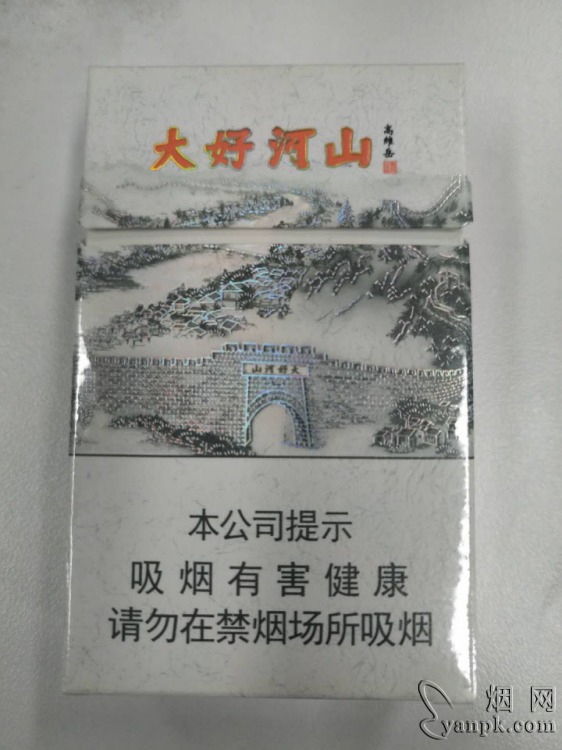 大好河山
高维岳
山河好大
本公司提示
吸烟有害健康
请勿在禁烟场所吸烟
烟网
yanpk.com